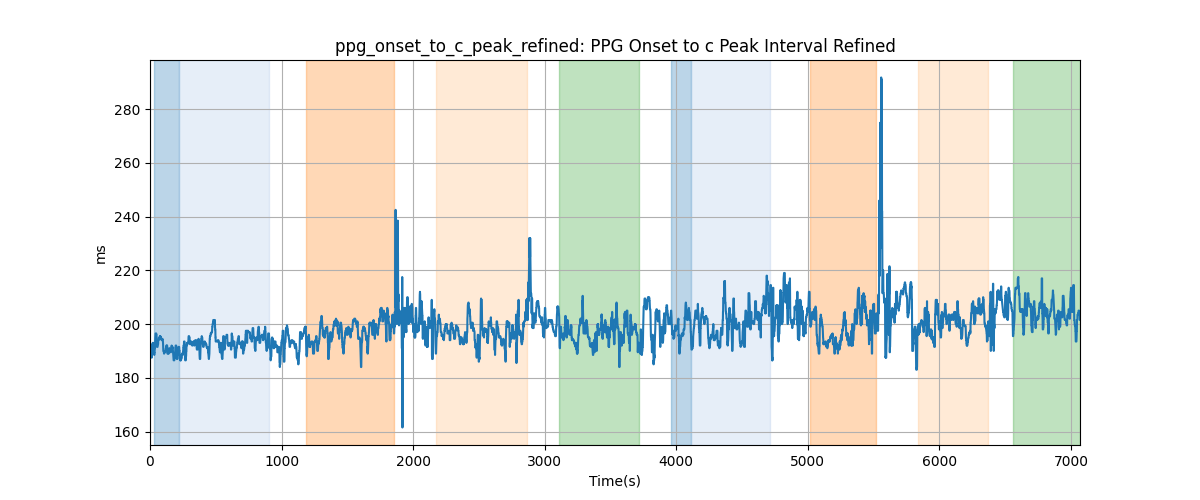 ppg_onset_to_c_peak_refined: PPG Onset to c Peak Interval Refined
280
260
240
220
200
180
160
ms
0 1000 2000 3000 4000 5000 6000 7000
Time(s)